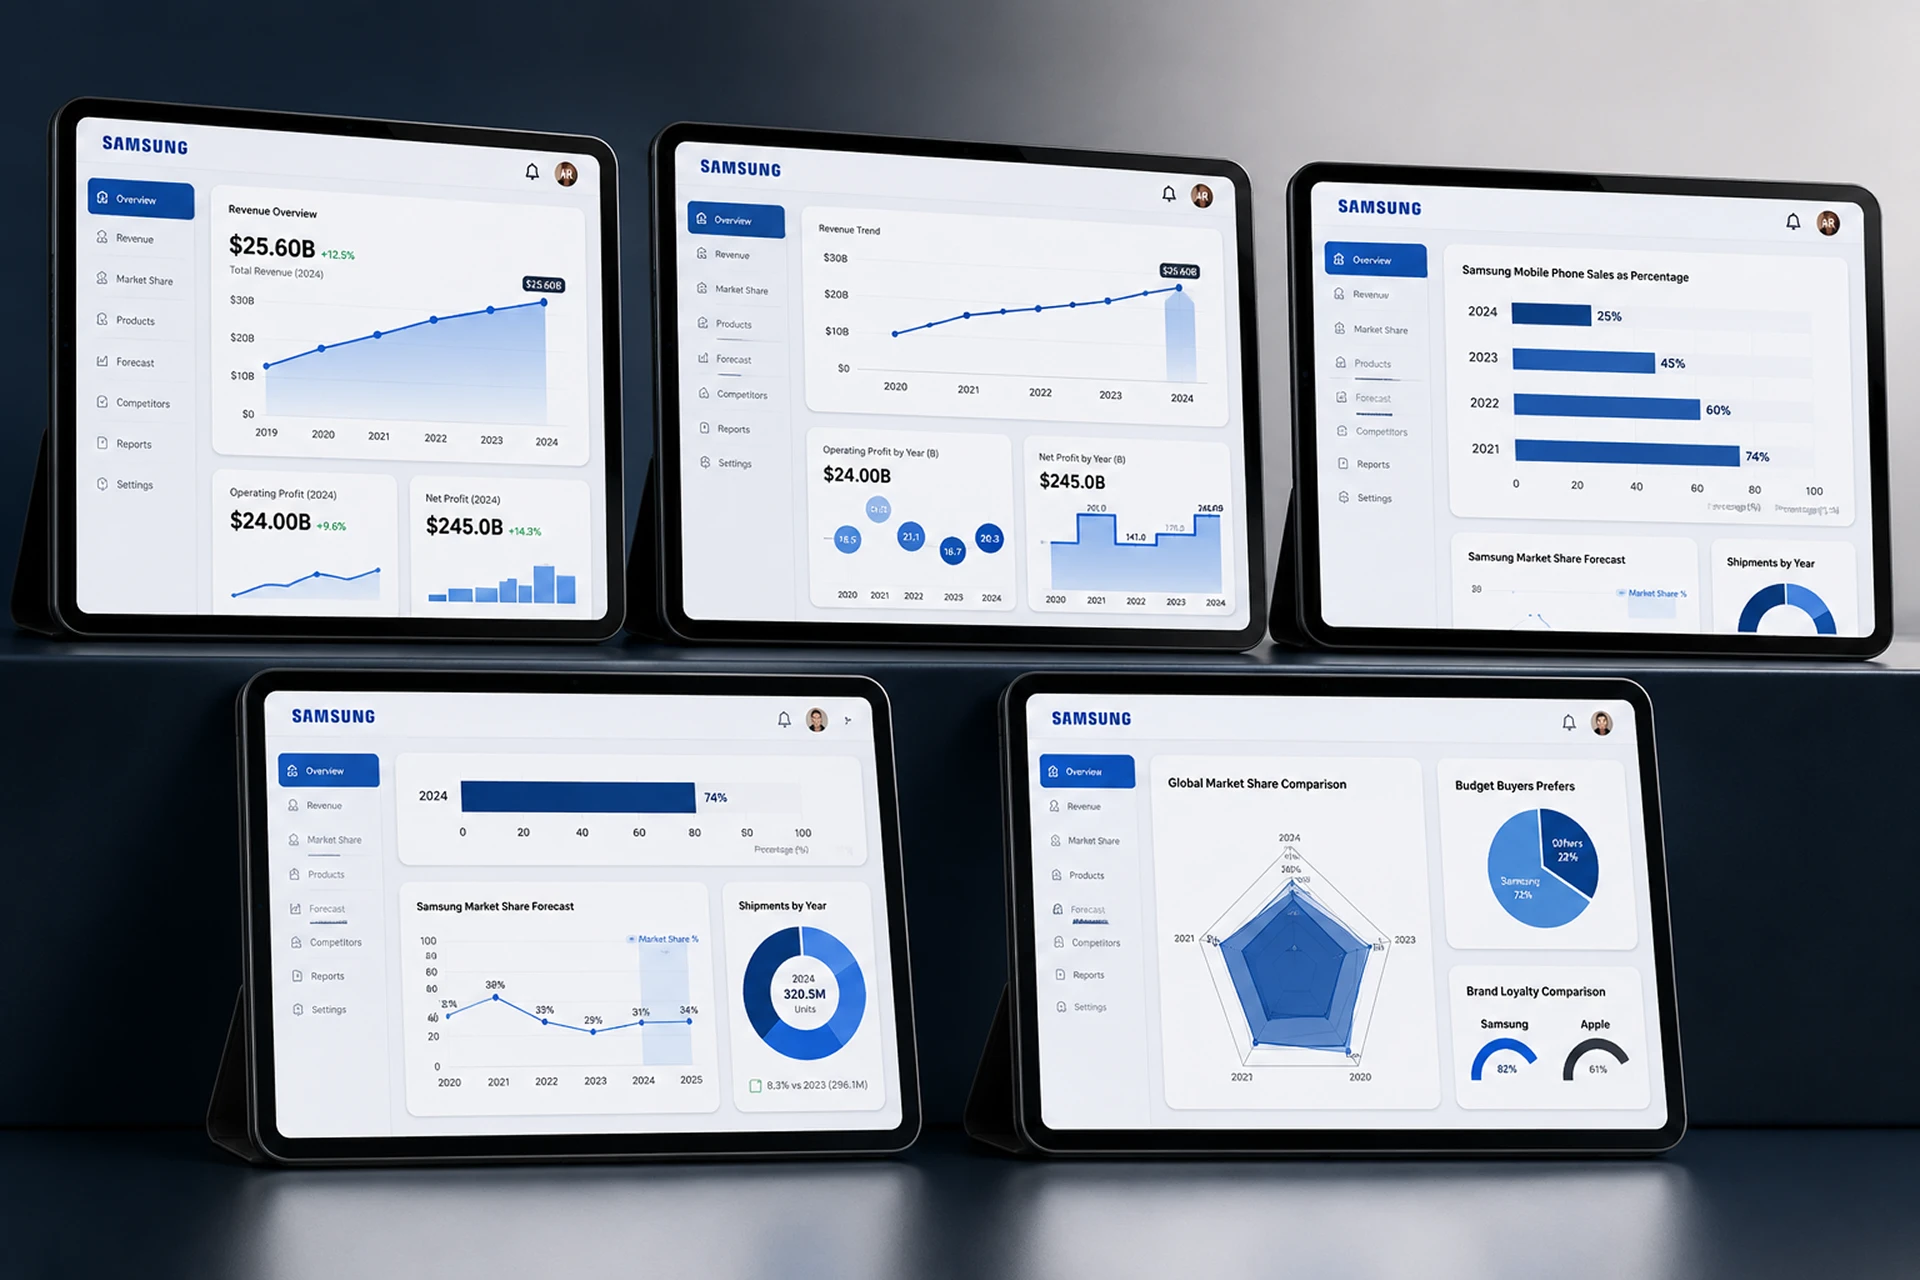 SAMSUNG
AR
Overview
Revenue
Market Share
Products
Forecast
Competitors
Reports
Settings
Revenue Overview
$25.60B +12.5%
Total Revenue (2024)
$25.60B
$30B
$20B
$10B
$0
2019 2020 2021 2022 2023 2024
Operating Profit (2024)
$24.00B +9.6%
Net Profit (2024)
$245.0B +14.3%
SAMSUNG
AR
Overview
Revenue
Market Share
Products
Forecast
Competitors
Reports
Settings
Revenue Trend
$25.60B
$30B
$20B
$10B
$0
2020 2021 2022 2023 2024
Operating Profit by Year (B)
$24.00B
21.1
18.7
20.3
2020 2021 2022 2023 2024
Net Profit by Year (B)
$245.0B
141.0
2020 2021 2022 2023 2024
SAMSUNG
AR
Overview
Revenuv
Market Share
Products
Forecast
Competitors
Reports
Settings
Samsung Mobile Phone Sales as Percentage
2024 25%
2023 45%
2022 60%
2021 74%
0 20 40 60 80 100
Samsung Market Share Forecast
Market Share %
Shipments by Year
SAMSUNG
Overview
Revenue
Market Share
Products
Forecast
Competitors
Reports
Settings
2024 74%
0 20 40 60 80 100
Samsung Market Share Forecast
Market Share %
100
80
60
20
0
33% 29% 31% 34%
2020 2021 2022 2023 2024 2025
Shipments by Year
2024
320.5M
Units
8.3% vs 2023 (296.1M)
SAMSUNG
Overview
Revenue
Market Share
Products
Forecast
Competitors
Reports
Settings
Global Market Share Comparison
2024
2021
2023
2021
2020
Budget Buyers Prefers
22%
Brand Loyalty Comparison
Samsung
Apple
82%
61%